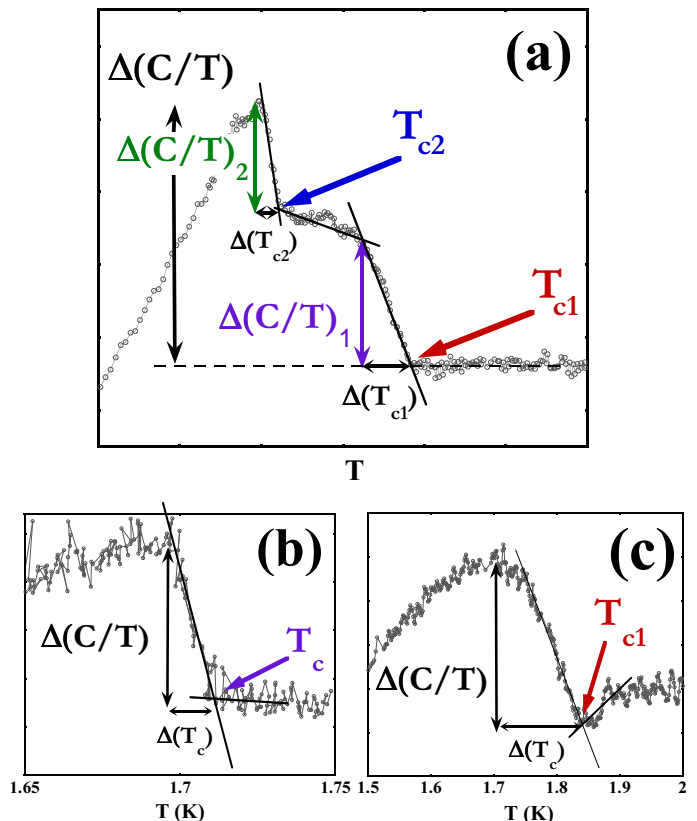 (a)
Δ(C/T)
Δ(C/T)2
Tc2
Δ(Tc2)
Δ(C/T)1
Tc1
Δ(Tc1)
T
(b)
Δ(C/T)
Tc
Δ(Tc)
1.65 1.7 1.75
T (K)
(c)
Tc1
Δ(C/T)
Δ(Tc)
1.5 1.6 1.7 1.8 1.9 2
T (K)